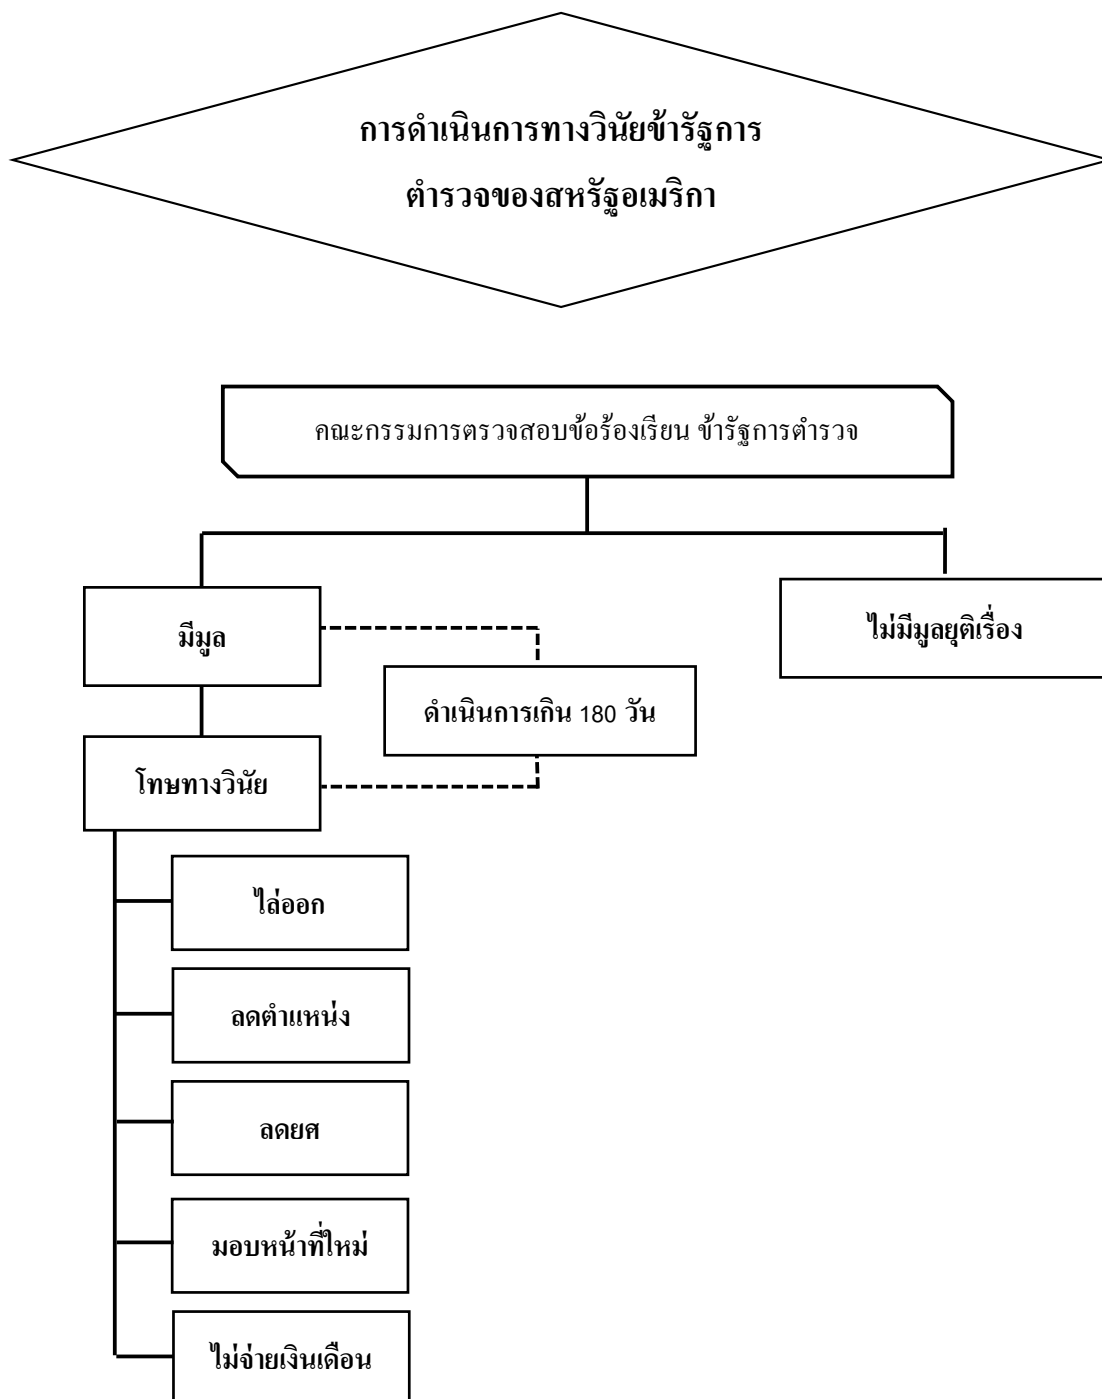 การดำเนินการทางวินัยข้ารัฐการ
ตำรวจของสหรัฐอเมริกา
คณะกรรมการตรวจสอบข้อร้องเรียน ข้ารัฐการตำรวจ
มีมูล
ไม่มีมูลยุติเรื่อง
ดำเนินการเกิน 180 วัน
โทษทางวินัย
ไล่ออก
ลดตำแหน่ง
ลดยศ
มอบหน้าที่ใหม่
ไม่จ่ายเงินเดือน